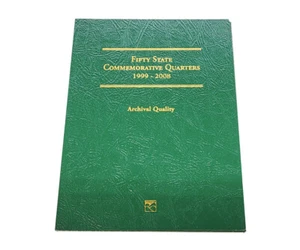 FIFTY STATE
COMMEMORATIVE QUARTERS
1999 - 2008
Archival Quality